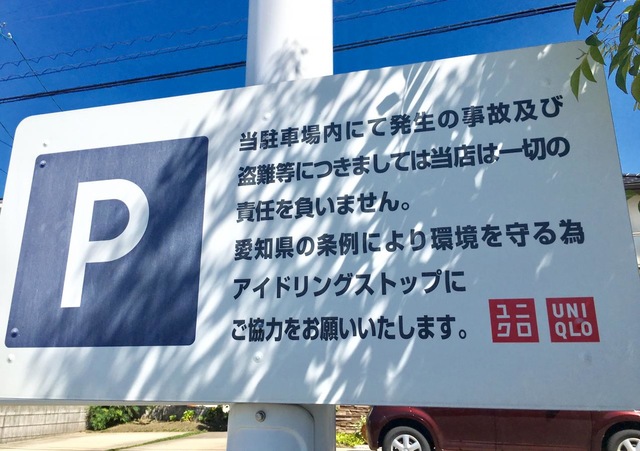 P
当駐車場内にて発生の事故及び
盗難等につきましては当店は一切の
責任を負いません。
愛知県の条例により環境を守る為
アイドリングストップに
ご協力をお願いいたします。
ユニ
クロ
UNI
QLO